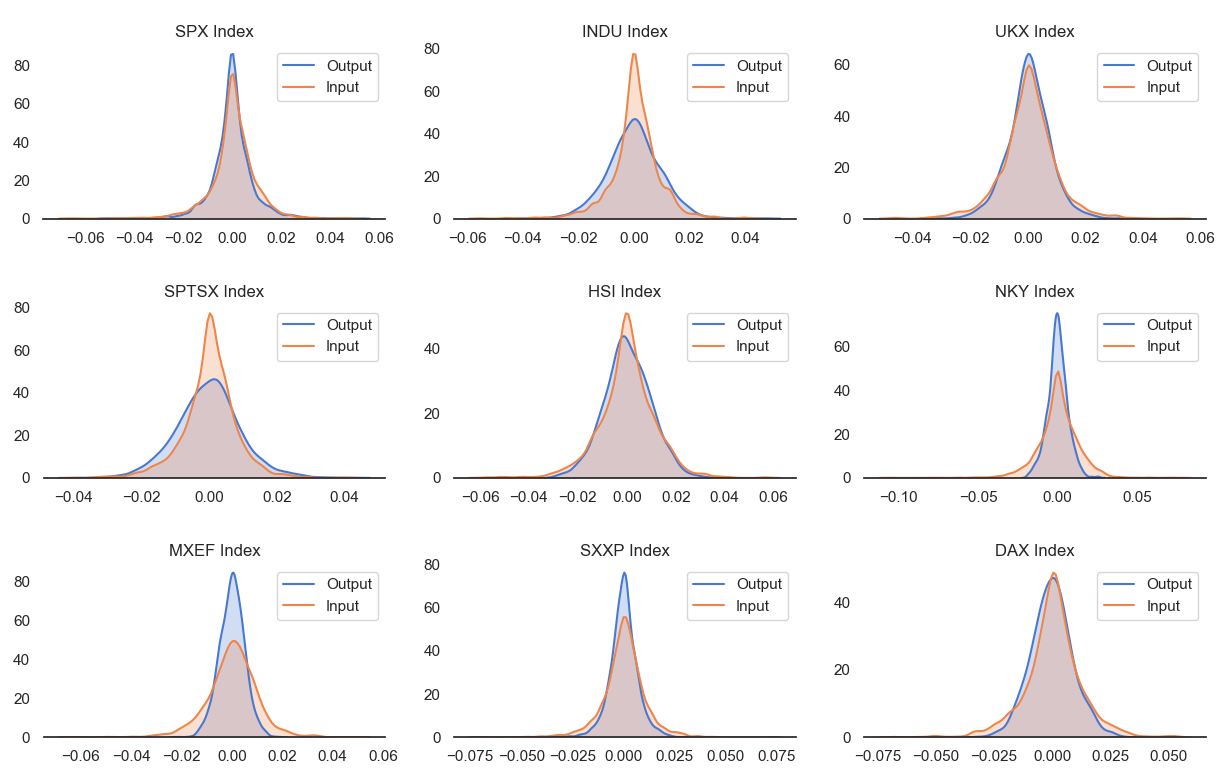 SPX Index
80
60
40
20
0
−0.06 −0.04 −0.02 0.00 0.02 0.04 0.06
Output
Input
INDU Index
80
60
40
20
0
−0.06 −0.04 −0.02 0.00 0.02 0.04
Output
Input
UKX Index
60
40
20
0
−0.04 −0.02 0.00 0.02 0.04 0.06
Output
Input
SPTSX Index
80
60
40
20
0
−0.04 −0.02 0.00 0.02 0.04
Output
Input
HSI Index
40
20
0
−0.06 −0.04 −0.02 0.00 0.02 0.04 0.06
Output
Input
NKY Index
60
40
20
0
−0.10 −0.05 0.00 0.05
Output
Input
MXEF Index
80
60
40
20
0
−0.06 −0.04 −0.02 0.00 0.02 0.04 0.06
Output
Input
SXXP Index
80
60
40
20
0
−0.075 −0.050 −0.025 0.000 0.025 0.050 0.075
Output
Input
DAX Index
40
20
0
−0.075 −0.050 −0.025 0.000 0.025 0.050
Output
Input